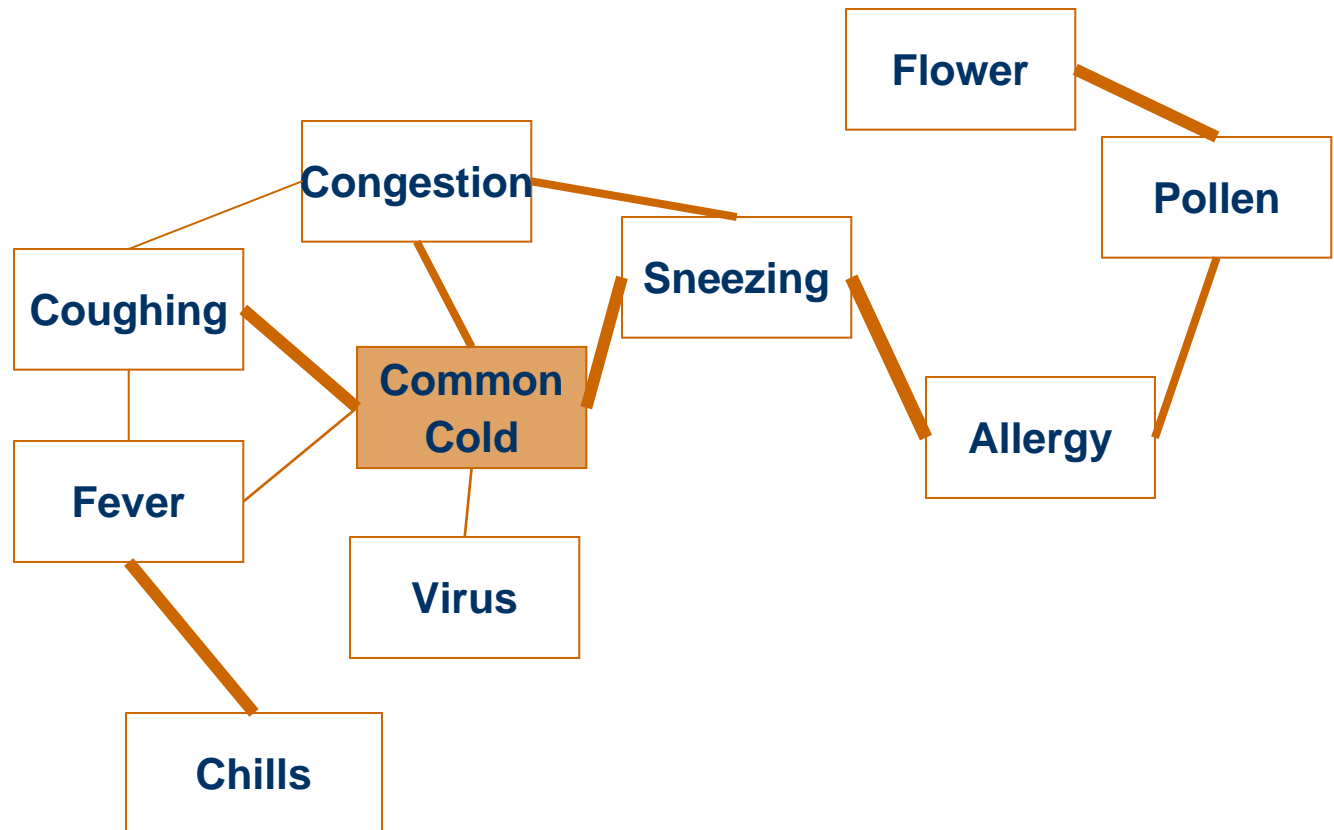 Flower
Congestion
Pollen
Sneezing
Coughing
Common
Cold
Allergy
Fever
Virus
Chills